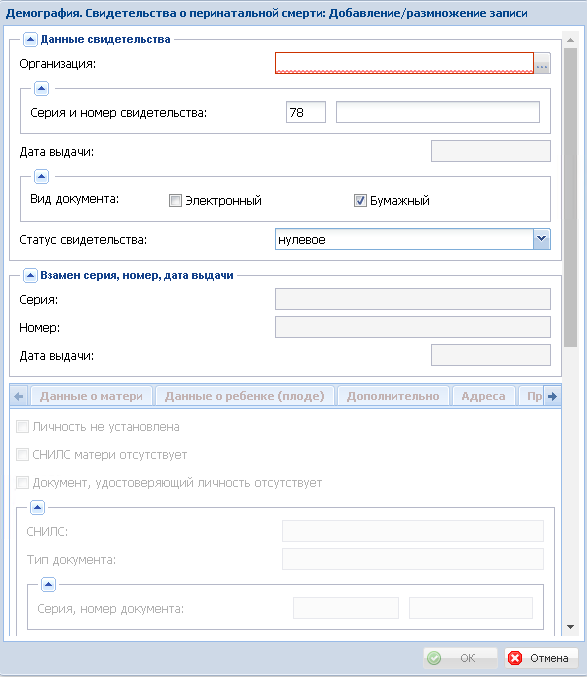 Демография. Свидетельства о перинатальной смерти: Добавление/размножение записи
Данные свидетельства
Организация:
...
Серия и номер свидетельства: 78
Дата выдачи:
Вид документа: Электронный Бумажный
Статус свидетельства: нулевое
Взамен серия, номер, дата выдачи
Серия:
Номер:
Дата выдачи:
Данные о матери Данные о ребенке (плоде) Дополнительно Адреса Пр
Личность не установлена
СНИЛС матери отсутствует
Документ, удостоверяющий личность отсутствует
СНИЛС:
Тип документа:
Серия, номер документа:
OK Отмена